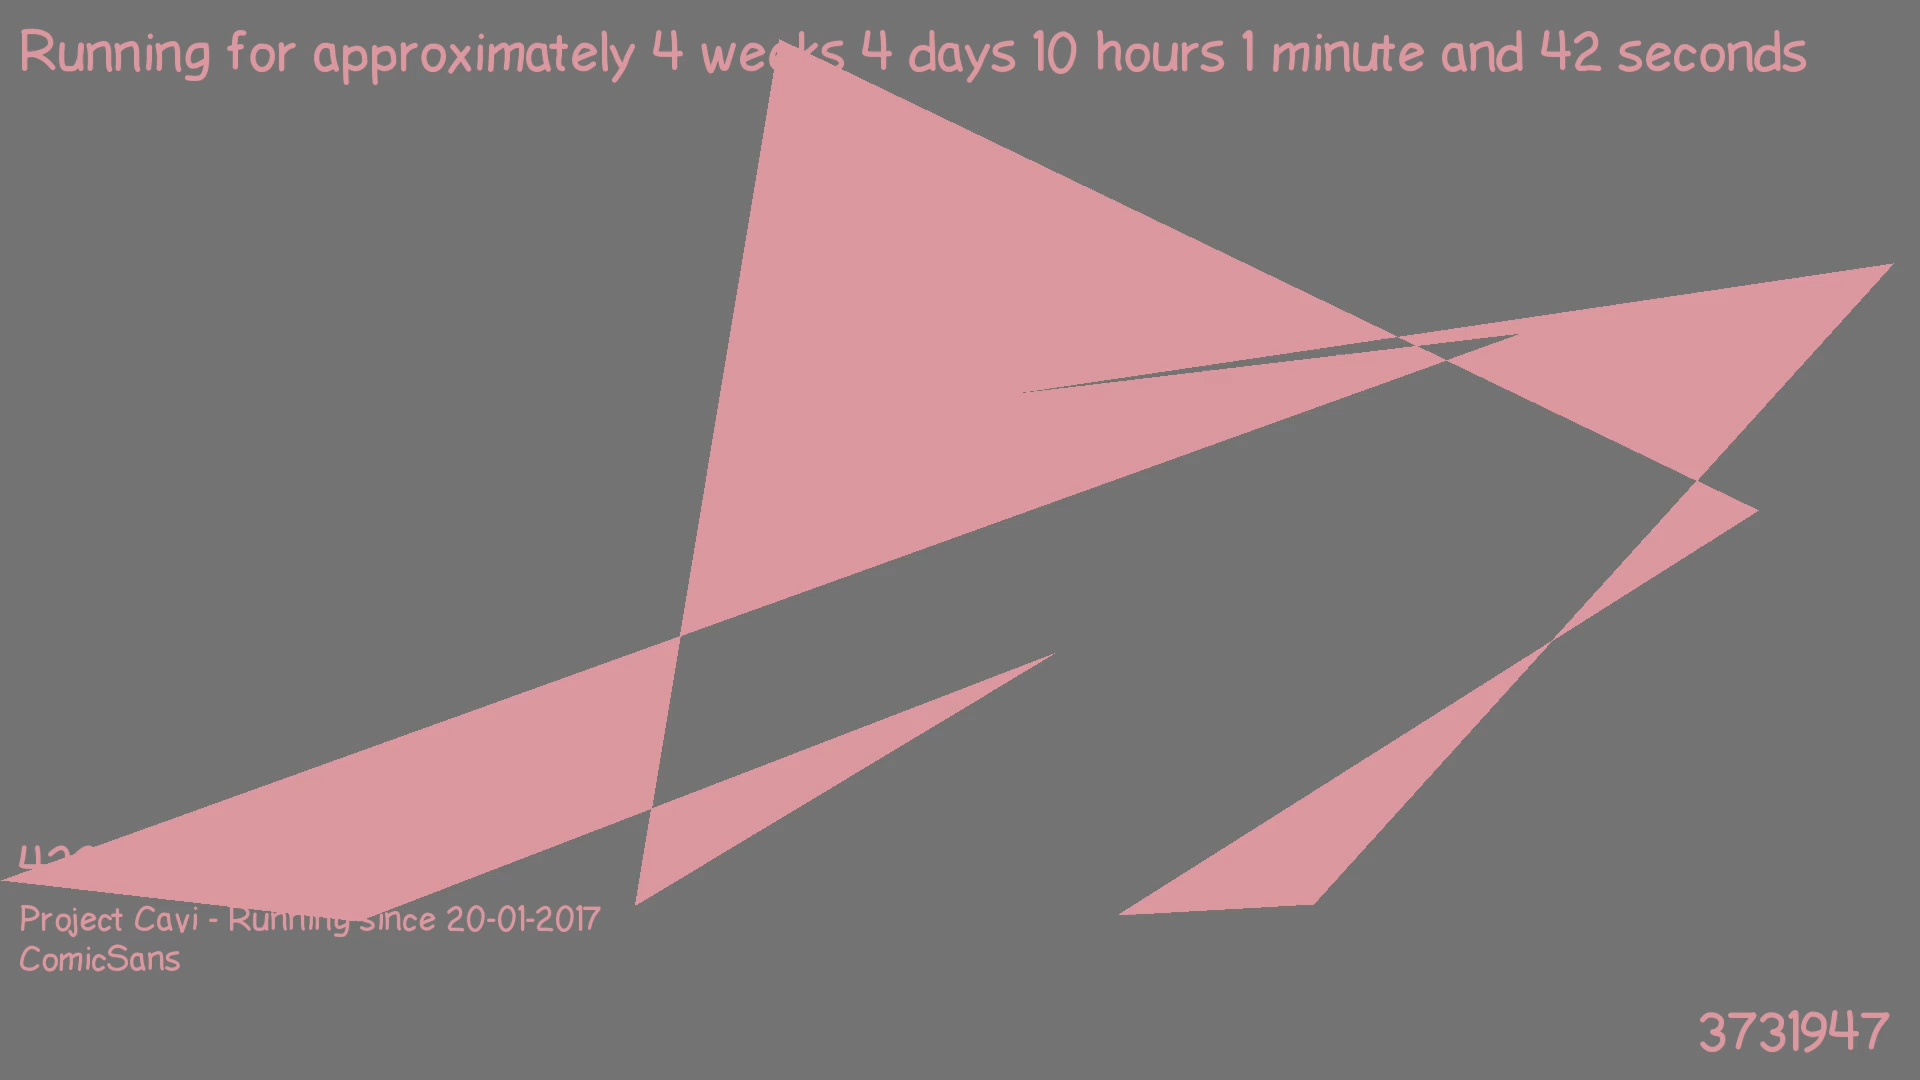 Running for approximately 4 weeks 4 days 10 hours 1 minute and 42 seconds
Project Cavi - Running since 20-01-2017
ComicSans
3731947